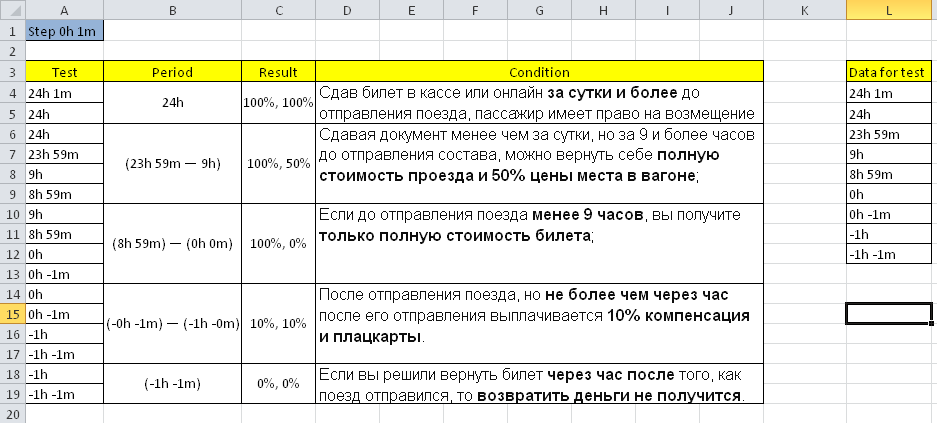 A B C D E F G H I J K L
1 Step 0h 1m
2
3 Test Period Result Condition Data for test
4 24h 1m 24h 100%, 100% Сдав билет в кассе или онлайн за сутки и более до 24h 1m
5 24h отправления поезда, пассажир имеет право на возмещение 24h
6 24h (23h 59m — 9h) 100%, 50% Сдавая документ менее чем за сутки, но за 9 и более часов 23h 59m
7 23h 59m до отправления состава, можно вернуть себе полную 9h
8 9h стоимость проезда и 50% цены места в вагоне; 8h 59m
9 8h 59m 0h
10 9h (8h 59m) — (0h 0m) 100%, 0% Если до отправления поезда менее 9 часов, вы получите 0h -1m
11 8h 59m только полную стоимость билета; -1h
12 0h -1h -1m
13 0h -1m
14 0h (-0h -1m) — (-1h -0m) 10%, 10% После отправления поезда, но не более чем через час
15 0h -1m после его отправления выплачивается 10% компенсация
16 -1h и плацкарты.
17 -1h -1m
18 -1h (-1h -1m) 0%, 0% Если вы решили вернуть билет через час после того, как
19 -1h -1m поезд отправился, то возвратить деньги не получится.
20